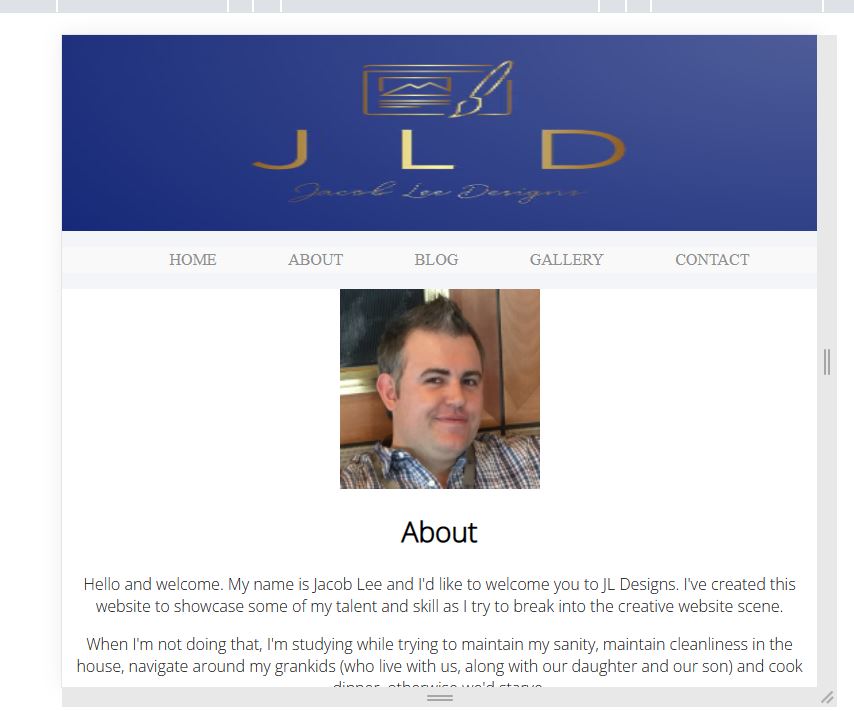 J L D
Jacob Lee Designs
HOME ABOUT BLOG GALLERY CONTACT
About
Hello and welcome. My name is Jacob Lee and I'd like to welcome you to JL Designs. I've created this
website to showcase some of my talent and skill as I try to break into the creative website scene.
When I'm not doing that, I'm studying while trying to maintain my sanity, maintain cleanliness in the
house, navigate around my grankids (who live with us, along with our daughter and our son) and cook
dinner, otherwise we'd starve.